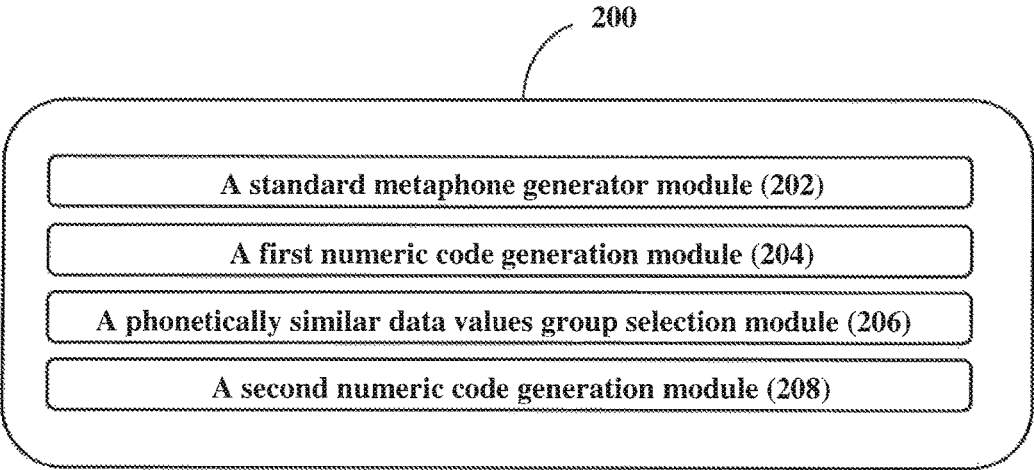 200
A standard metaphone generator module (202)
A first numeric code generation module (204)
A phonetically similar data values group selection module (206)
A second numeric code generation module (208)